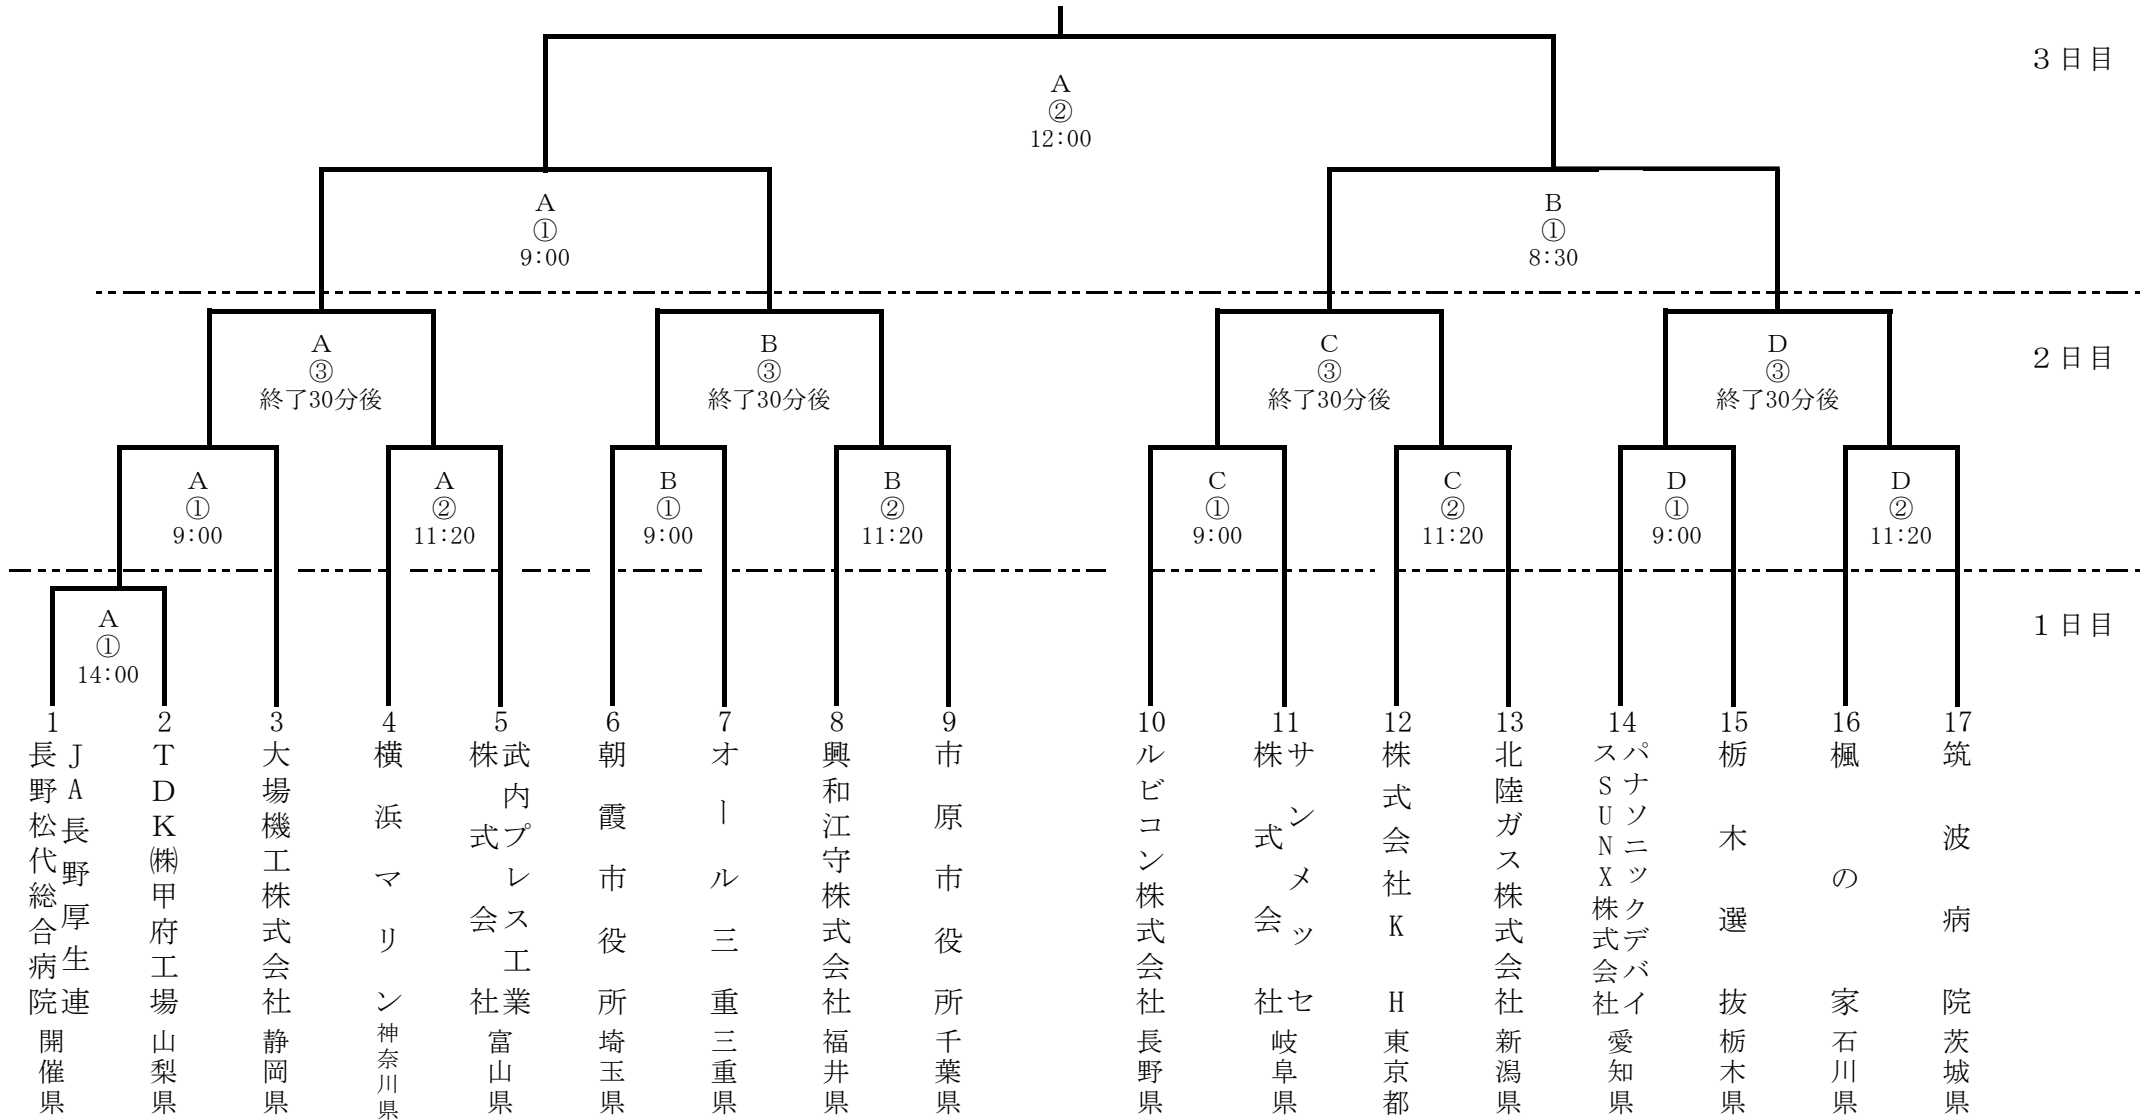 3日目
A
②
12:00
A
①
9:00
B
①
8:30
2日目
A
③
終了30分後
B
③
終了30分後
C
③
終了30分後
D
③
終了30分後
A
①
9:00
A
②
11:20
B
①
9:00
B
②
11:20
C
①
9:00
C
②
11:20
D
①
9:00
D
②
11:20
1日目
A
①
14:00
1
JA長野厚生連
長野松代総合病院
開催県
2
TDK㈱甲府工場
山梨県
3
大場機工株式会社
静岡県
4
横浜マリン
神奈川県
5
武内プレス工業
株式会社
富山県
6
朝霞市役所
埼玉県
7
オール三重
三重県
8
興和江守株式会社
福井県
9
市原市役所
千葉県
10
ルビコン株式会社
長野県
11
サンメッセ
株式会社
岐阜県
12
株式会社KH
東京都
13
北陸ガス株式会社
新潟県
14
パナソニックデバイ
スSUNX株式会社
愛知県
15
栃木選抜
栃木県
16
楓の家
石川県
17
筑波病院
茨城県